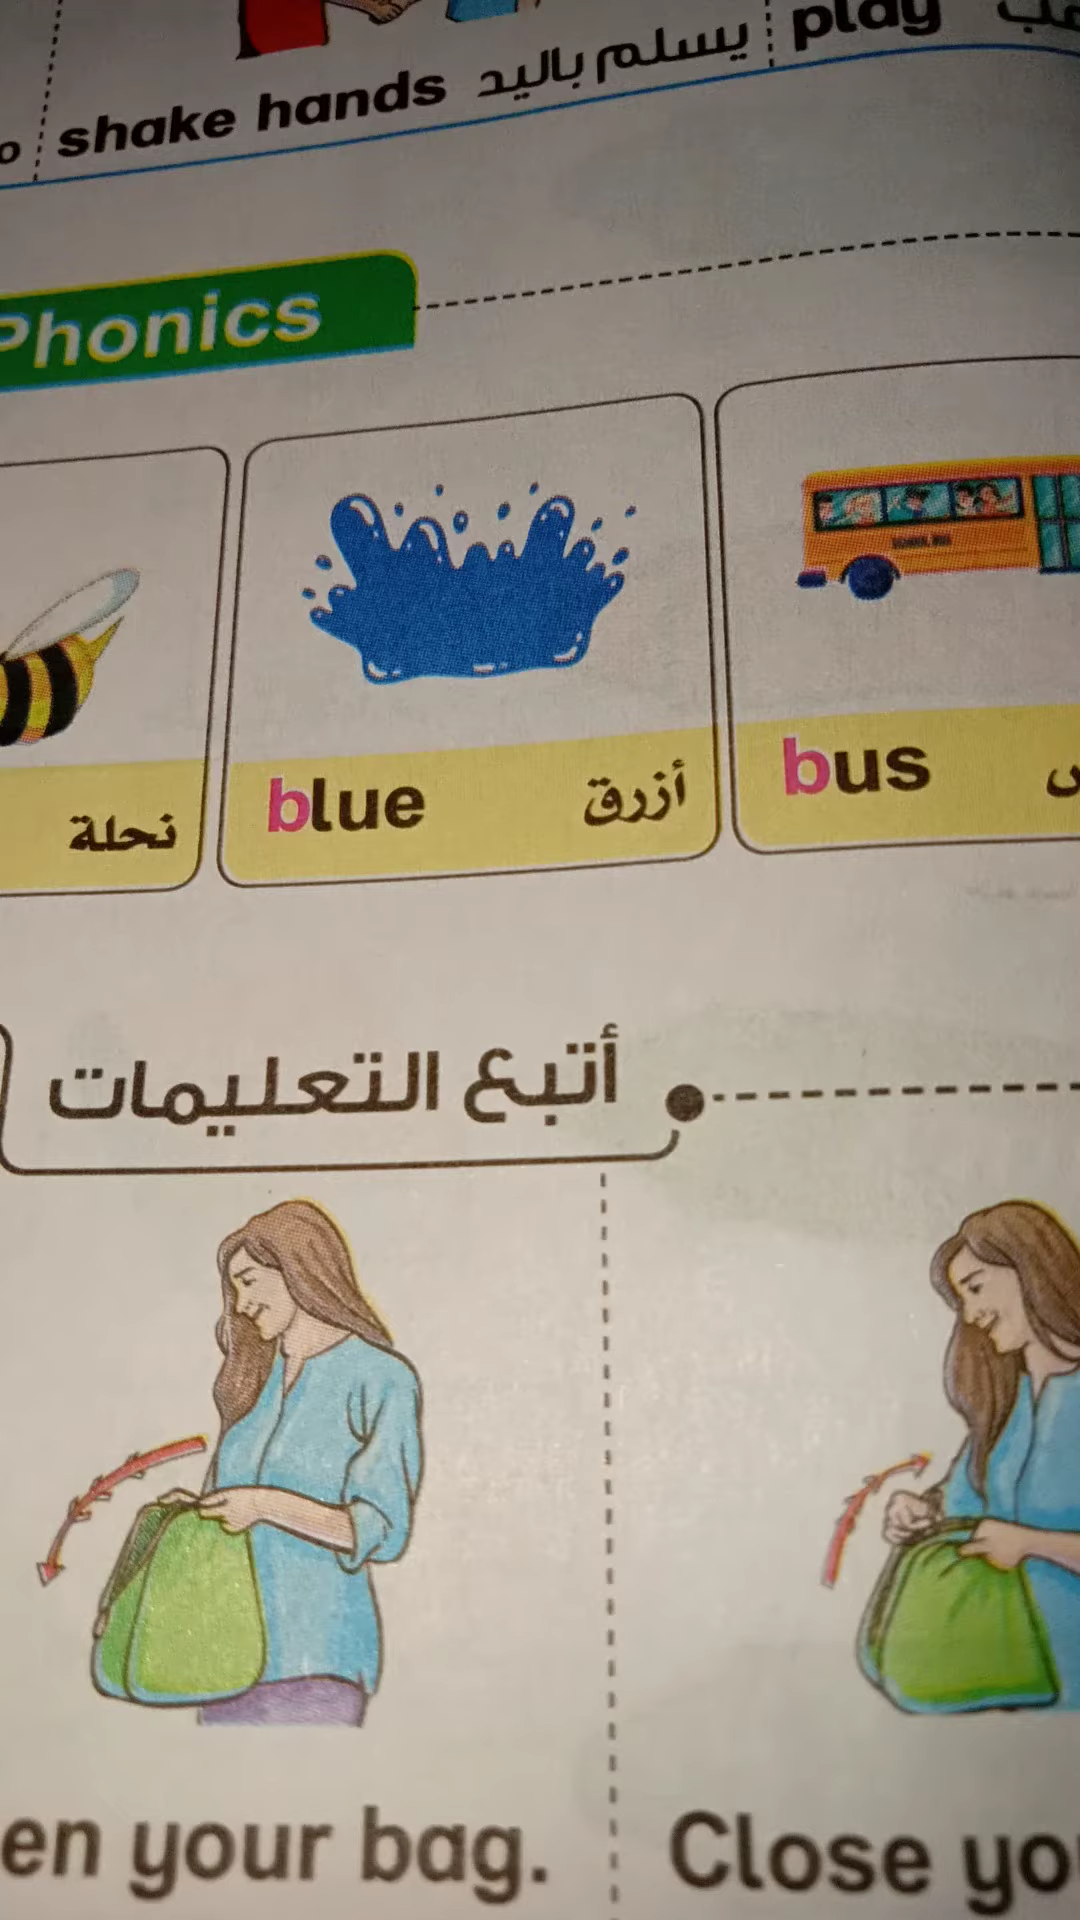 shake hands يسلم باليد play
Phonics
نحلة
blue أزرق
bus
أتبع التعليمات
en your bag.
Close yo